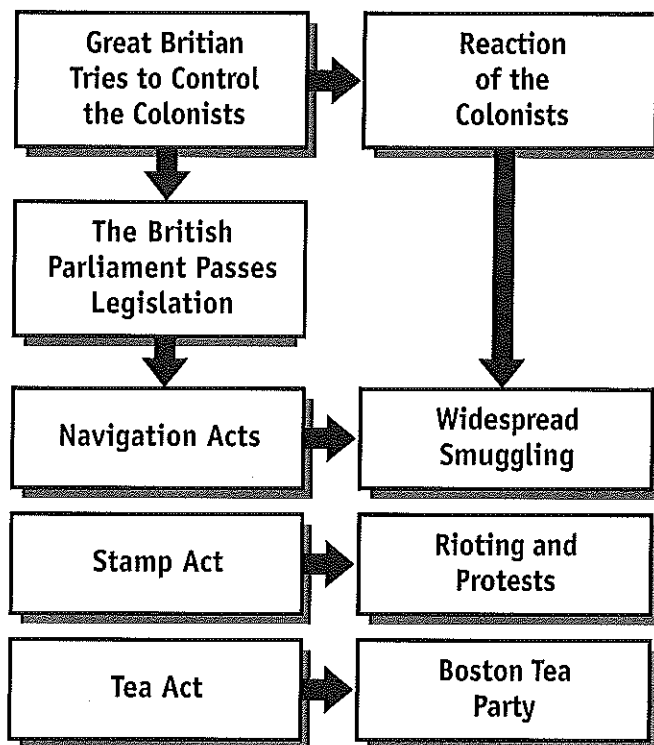 Great Britian
Tries to Control
the Colonists
Reaction
of the
Colonists
The British
Parliament Passes
Legislation
Navigation Acts
Widespread
Smuggling
Stamp Act
Rioting and
Protests
Tea Act
Boston Tea
Party